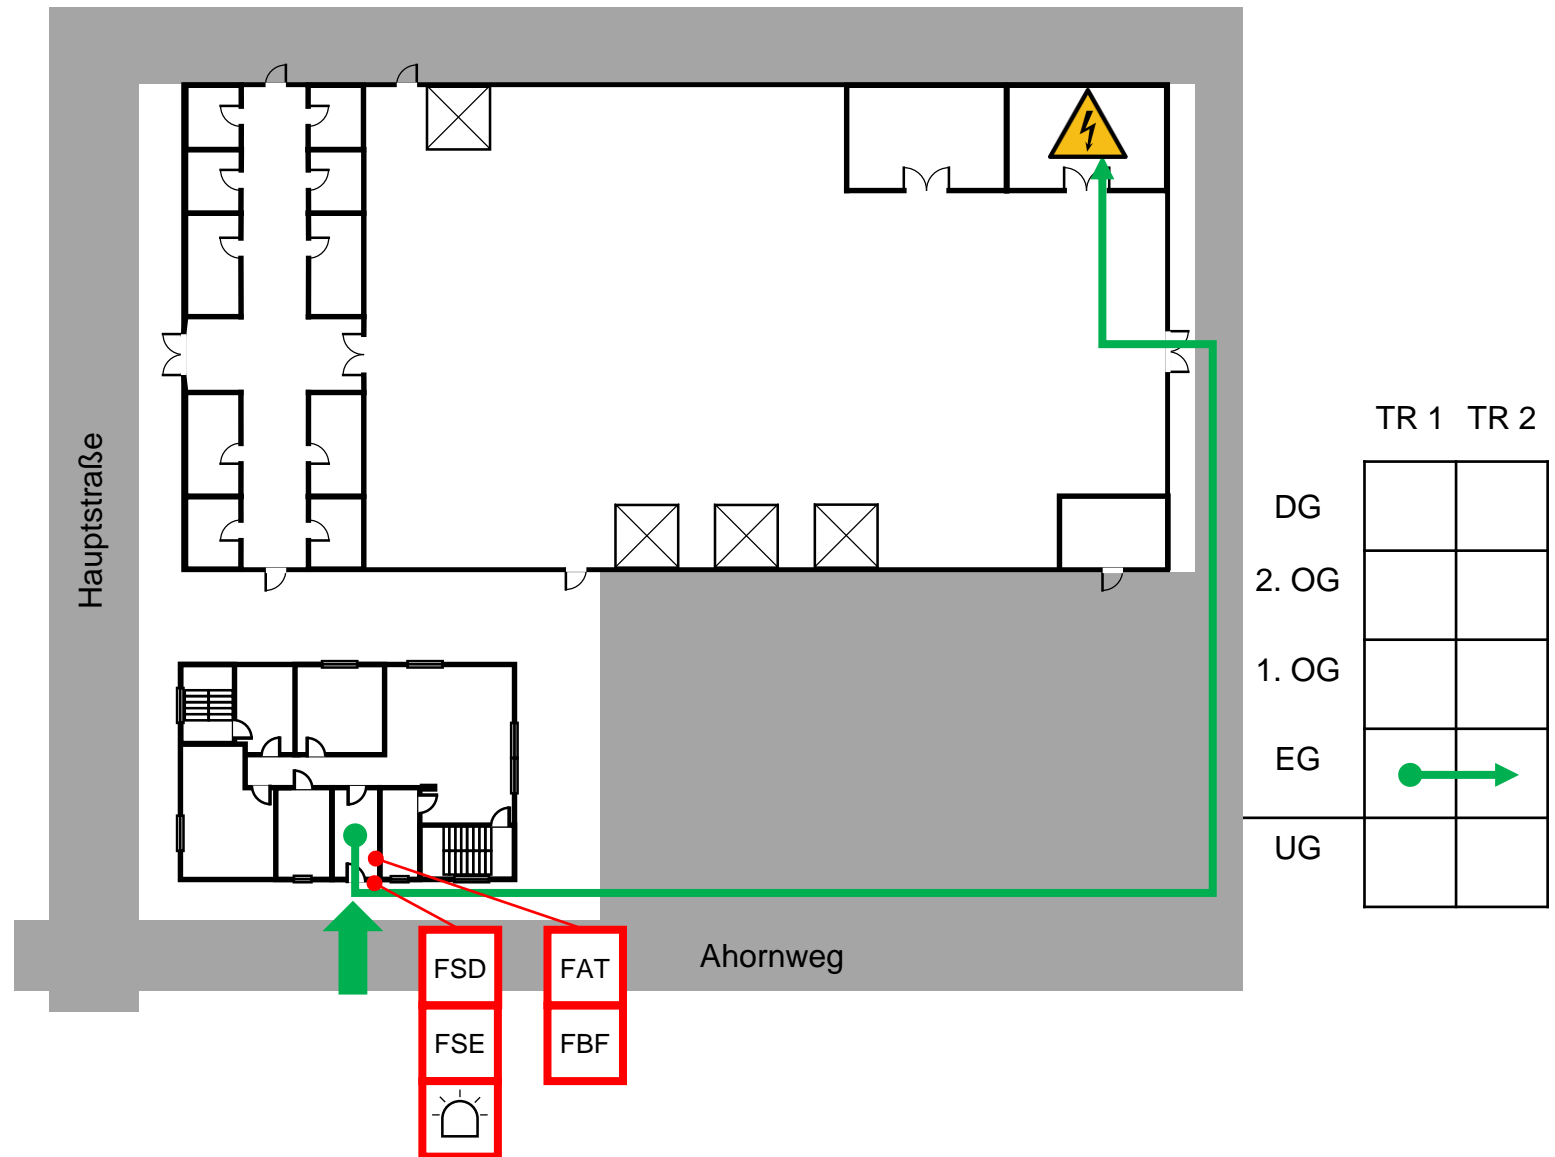 Hauptstraße
TR 1 TR 2
DG
2. OG
1. OG
EG
UG
Ahornweg
FSD FAT
FSE FBF